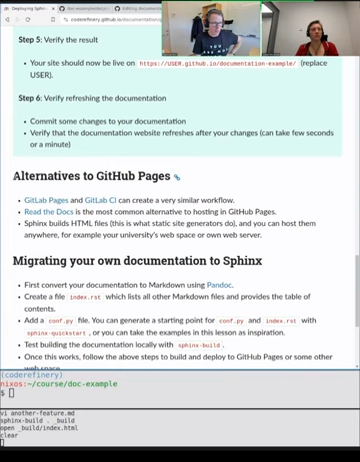 Deploying Sphinx
coderefinery.github.io/documentation
Step 5: Verify the result
Your site should now be live on https://USER.github.io/documentation-example/ (replace
USER).
Step 6: Verify refreshing the documentation
Commit some changes to your documentation
Verify that the documentation website refreshes after your changes (can take few seconds
or a minute)
Alternatives to GitHub Pages
GitLab Pages and GitLab CI can create a very similar workflow.
Read the Docs is the most common alternative to hosting in GitHub Pages.
Sphinx builds HTML files (this is what static site generators do), and you can host them
anywhere, for example your university's web space or own web server.
Migrating your own documentation to Sphinx
First convert your documentation to Markdown using Pandoc.
Create a file index.rst which lists all other Markdown files and provides the table of
contents.
Add a conf.py file. You can generate a starting point for conf.py and index.rst with
sphinx-quickstart, or you can take the examples in this lesson as inspiration.
Test building the documentation locally with sphinx-build.
Once this works, follow the above steps to build and deploy to GitHub Pages or some other
web space.
(coderefinery)
nixos:~/course/doc-example
$
vi another-feature.md
sphinx-build . _build
open _build/index.html
clear